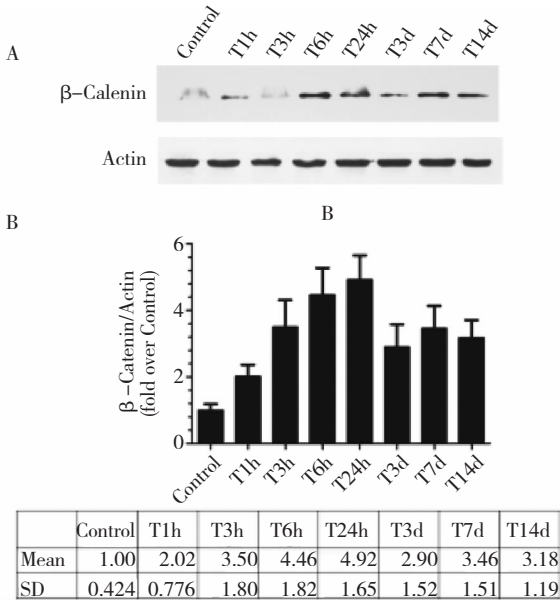 A
Control T1h T3h T6h T24h T3d T7d T14d
β-Calenin
Actin
B
B
β -Catenin/Actin
(fold over Control)
6
4
2
0
Control T1h T3h T6h T24h T3d T7d T14d
Control T1h T3h T6h T24h T3d T7d T14d
Mean 1.00 2.02 3.50 4.46 4.92 2.90 3.46 3.18
SD 0.424 0.776 1.80 1.82 1.65 1.52 1.51 1.19